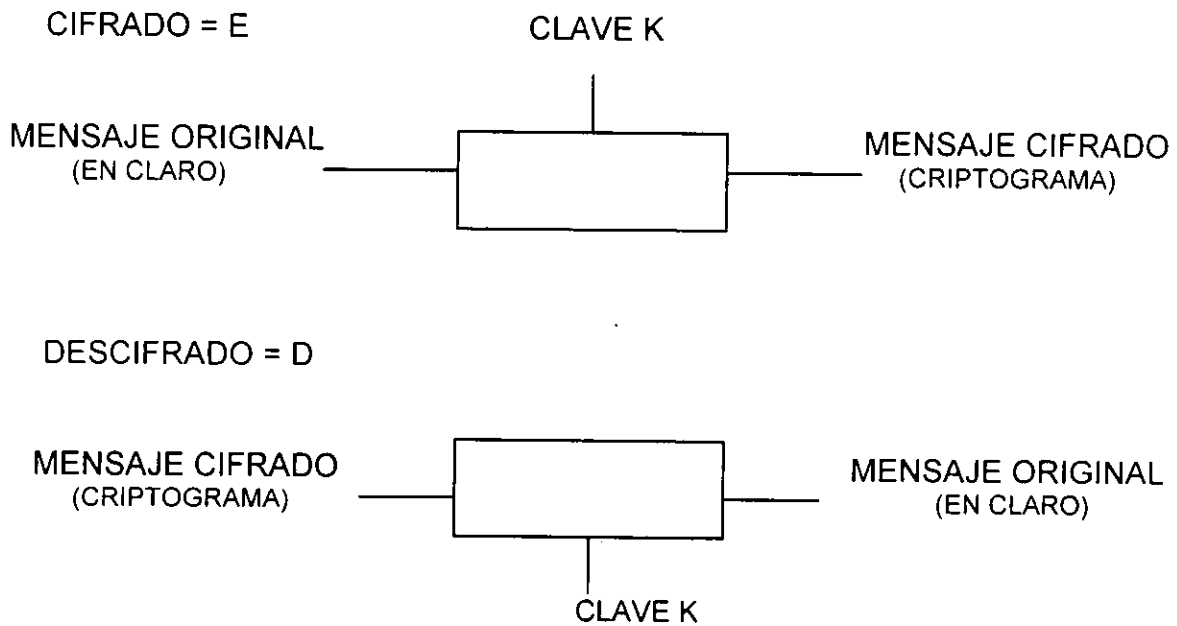 CIFRADO = E
CLAVE K
MENSAJE ORIGINAL
(EN CLARO)
MENSAJE CIFRADO
(CRIPTOGRAMA)
DESCIFRADO = D
MENSAJE CIFRADO
(CRIPTOGRAMA)
MENSAJE ORIGINAL
(EN CLARO)
CLAVE K